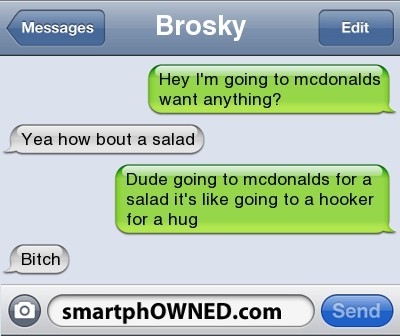 Messages
Brosky
Edit
Hey I'm going to mcdonalds
want anything?
Yea how bout a salad
Dude going to mcdonalds for a
salad it's like going to a hooker
for a hug
Bitch
smartphOWNED.com
Send